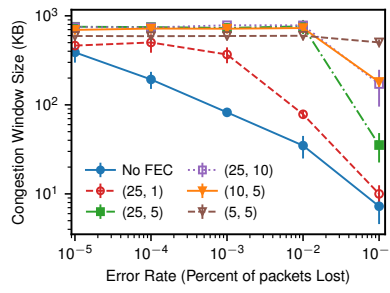 Congestion Window Size (KB)
10³
10²
10¹
No FEC
(25, 1)
(25, 5)
(25, 10)
(10, 5)
(5, 5)
10⁻⁵ 10⁻⁴ 10⁻³ 10⁻² 10⁻
Error Rate (Percent of packets Lost)